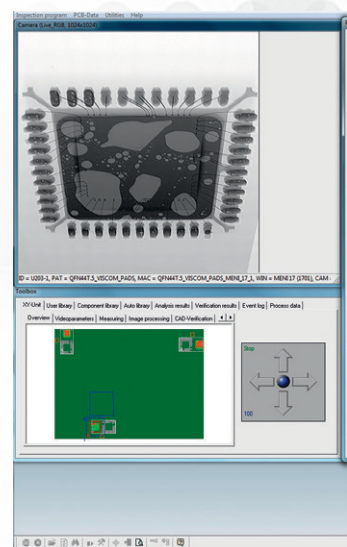 Inspection program PCB-Data Utilities Help
Camera (Live_RGB, 1024x1024)
ID = U203-1, PAT = QFN44T.5_VISCOM_PADS, MAC = QFN44T.5_VISCOM_PADS_MENI_17_1, WIN = MENI17 (1701), CAM
Toolbox
XY-Unit User library Component library Auto library Analysis results Verification results Event log Process data
Overview Videoparameters Measuring Image processing CAD-Verification
Stop
100